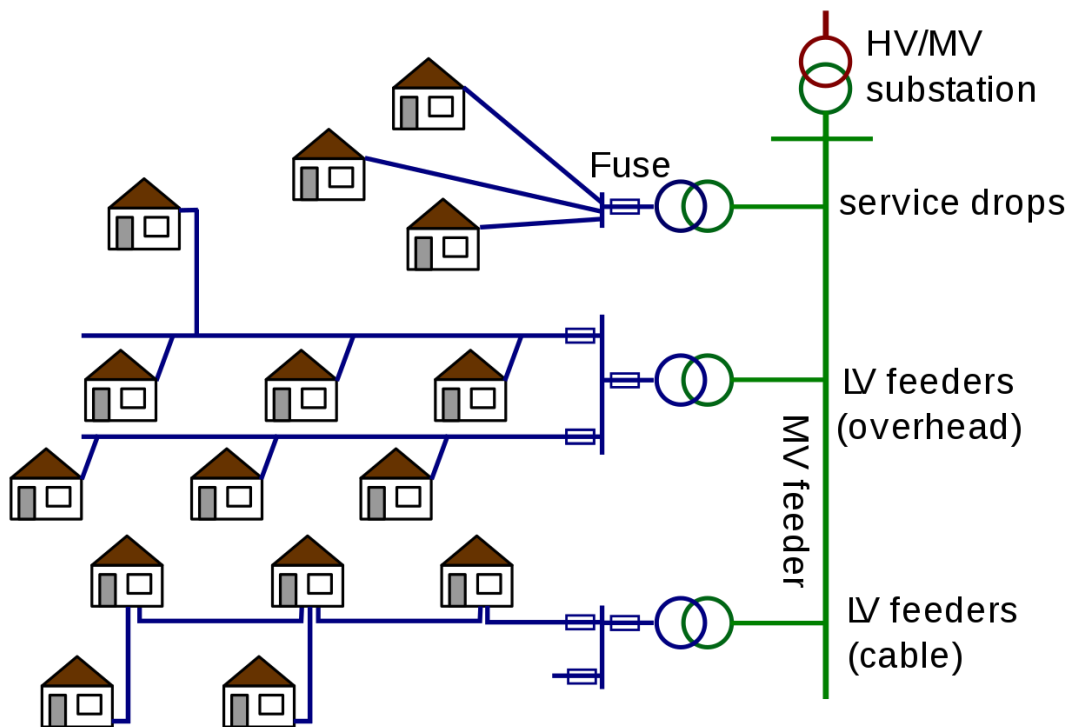 HV/MV
substation
Fuse
service drops
LV feeders
(overhead)
MV feeder
LV feeders
(cable)